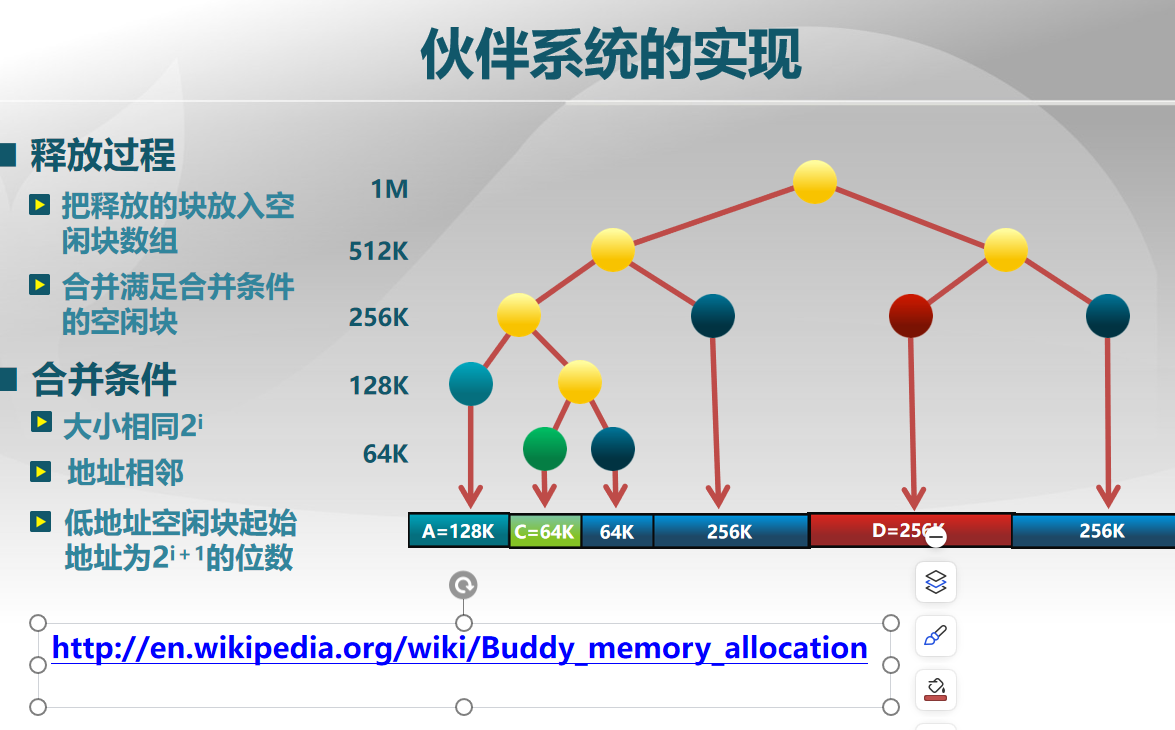 伙伴系统的实现
释放过程
把释放的块放入空
闲块数组
合并满足合并条件
的空闲块
合并条件
大小相同2ⁱ
地址相邻
低地址空闲块起始
地址为2ⁱ⁺¹的位数
1M
512K
256K
128K
64K
A=128K
C=64K
64K
256K
D=256K
256K
http://en.wikipedia.org/wiki/Buddy_memory_allocation